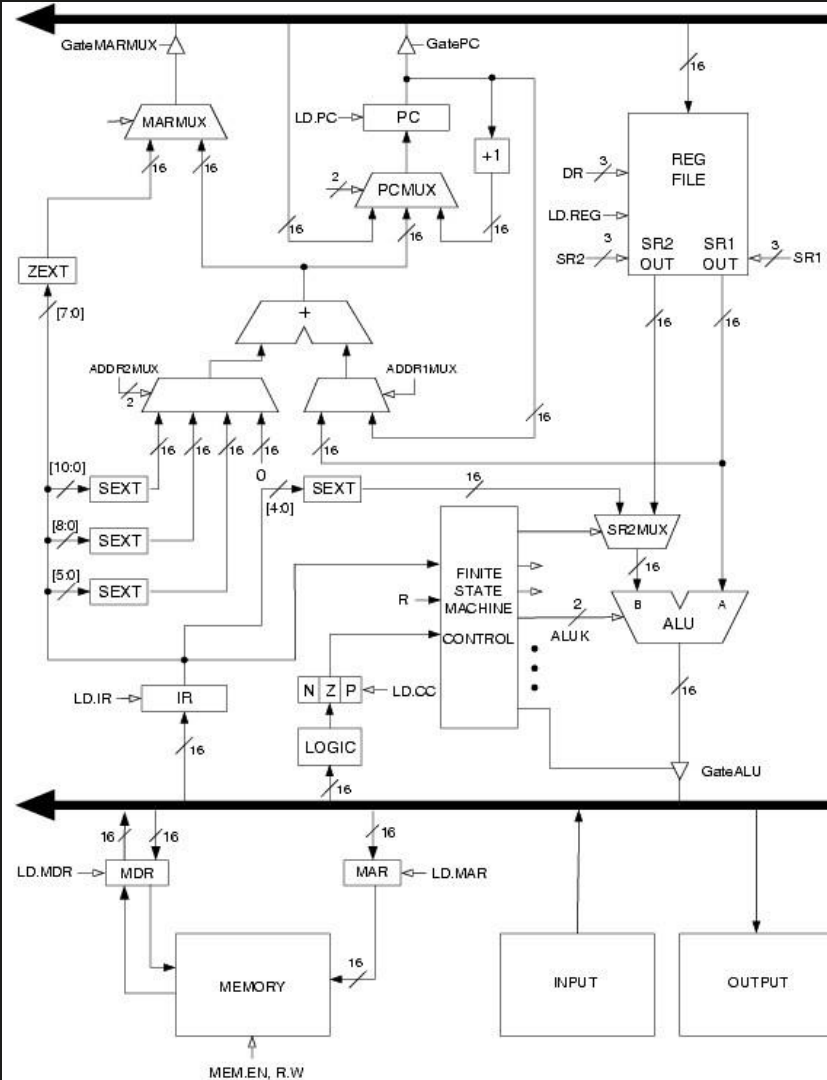 GateMARMUX
GatePC
16
MARMUX
LD.PC
PC
16
16
+1
REG
FILE
DR
3
2
PCMUX
LD.REG
16
16
16
3
SR2
SR2
OUT
SR1
OUT
3
SR1
ZEXT
[7:0]
+
16
16
ADDR2MUX
2
ADDR1MUX
16
16
16
16
16
16
0
[10:0]
SEXT
[4:0]
SEXT
16
[8:0]
SEXT
SR2MUX
16
[5:0]
SEXT
FINITE
STATE
MACHINE
CONTROL
R
2
ALUK
B
A
ALU
LD.IR
IR
N Z P
LD.CC
16
16
LOGIC
16
GateALU
16
16
16
LD.MDR
MDR
MAR
LD.MAR
16
MEMORY
INPUT
OUTPUT
MEM.EN, R.W